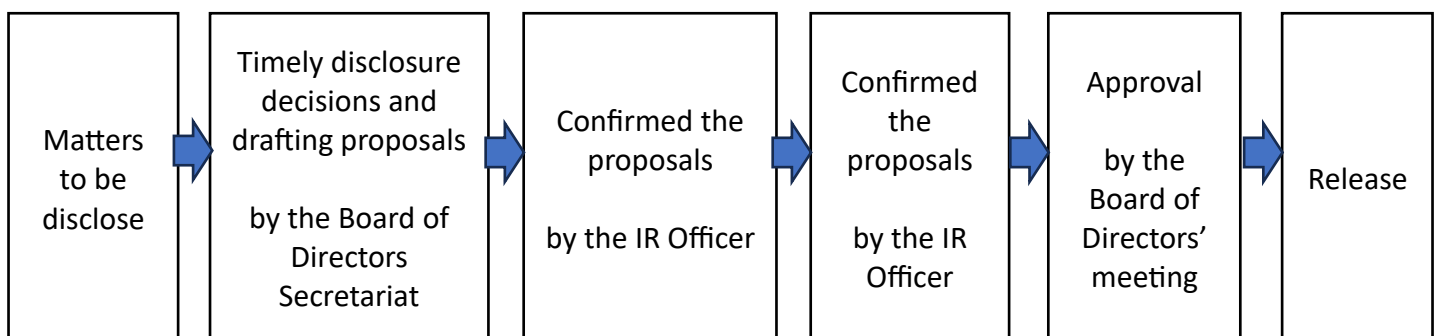 Matters
to be
disclose
Timely disclosure
decisions and
drafting proposals
by the Board of
Directors
Secretariat
Confirmed the
proposals
by the IR Officer
Confirmed
the
proposals
by the IR
Officer
Approval
by the
Board of
Directors’
meeting
Release